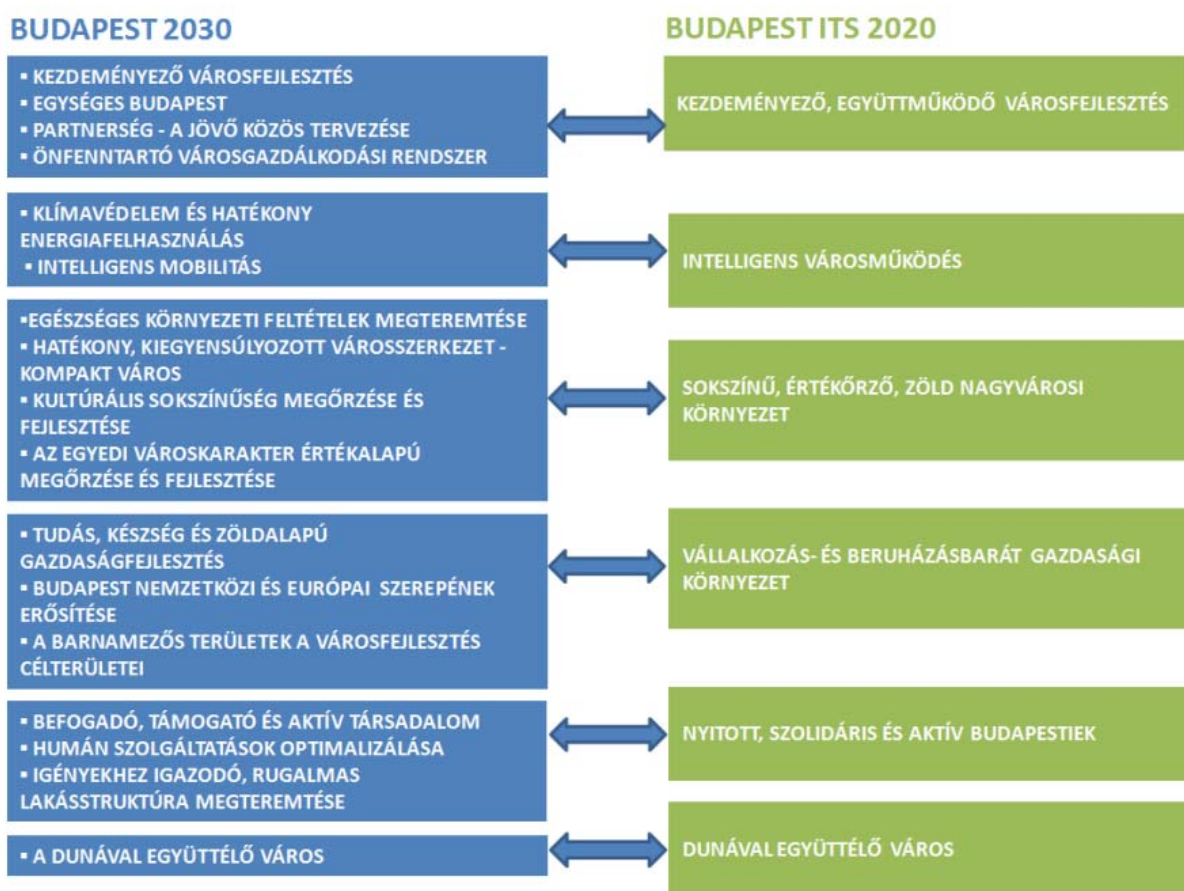 BUDAPEST 2030
BUDAPEST ITS 2020
▪ KEZDEMÉNYEZŐ VÁROSFEJLESZTÉS
▪ EGYSÉGES BUDAPEST
▪ PARTNERSÉG - A JÖVŐ KÖZÖS TERVEZÉSE
▪ ÖNFENNTARTÓ VÁROSGAZDÁLKODÁSI RENDSZER
KEZDEMÉNYEZŐ, EGYÜTTMŰKÖDŐ VÁROSFEJLESZTÉS
▪ KLÍMAVÉDELEM ÉS HATÉKONY
ENERGIAFELHASZNÁLÁS
▪ INTELLIGENS MOBILITÁS
INTELLIGENS VÁROSMŰKÖDÉS
▪EGÉSZSÉGES KÖRNYEZETI FELTÉTELEK MEGTEREMTÉSE
▪ HATÉKONY, KIEGYENSÚLYOZOTT VÁROSSZERKEZET -
KOMPAKT VÁROS
▪ KULTÚRÁLIS SOKSZÍNŰSÉG MEGŐRZÉSE ÉS
FEJLESZTÉSE
▪ AZ EGYEDI VÁROSKARAKTER ÉRTÉKALAPÚ
MEGŐRZÉSE ÉS FEJLESZTÉSE
SOKSZÍNŰ, ÉRTÉKŐRZŐ, ZÖLD NAGYVÁROSI
KÖRNYEZET
▪ TUDÁS, KÉSZSÉG ÉS ZÖLDALAPÚ
GAZDASÁGFEJLESZTÉS
▪ BUDAPEST NEMZETKÖZI ÉS EURÓPAI SZEREPÉNEK
ERŐSÍTÉSE
▪ A BARNAMEZŐS TERÜLETEK A VÁROSFEJLESZTÉS
CÉLTERÜLETEI
VÁLLALKOZÁS- ÉS BERUHÁZÁSBARÁT GAZDASÁGI
KÖRNYEZET
▪ BEFOGADÓ, TÁMOGATÓ ÉS AKTÍV TÁRSADALOM
▪ HUMÁN SZOLGÁLTATÁSOK OPTIMALIZÁLÁSA
▪ IGÉNYEKHEZ IGAZODÓ, RUGALMAS
LAKÁSSTRUKTÚRA MEGTEREMTÉSE
NYITOTT, SZOLIDÁRIS ÉS AKTÍV BUDAPESTIEK
▪ A DUNÁVAL EGYÜTTÉLŐ VÁROS
DUNÁVAL EGYÜTTÉLŐ VÁROS